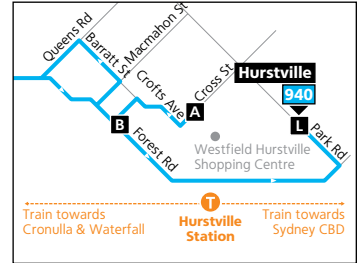 Queens Rd
Barratt St
Macmahon St
Crofts Ave
Cross St
A
Hurstville
940
B
L
Forest Rd
Park Rd
Westfield Hurstville
Shopping Centre
T
Train towards
Cronulla & Waterfall
Hurstville
Station
Train towards
Sydney CBD